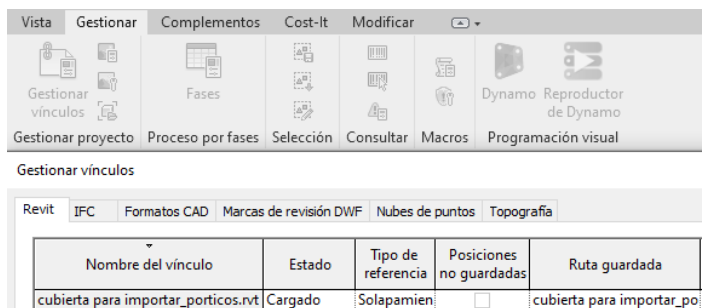 Vista Gestionar Complementos Cost-It Modificar
Gestionar vínculos
Fases
Dynamo
Reproductor de Dynamo
Gestionar proyecto Proceso por fases Selección Consultar Macros Programación visual
Gestionar vínculos
Revit IFC Formatos CAD Marcas de revisión DWF Nubes de puntos Topografía
Nombre del vínculo Estado Tipo de referencia Posiciones no guardadas Ruta guardada
cubierta para importar_porticos.rvt Cargado Solapamien cubierta para importar_po